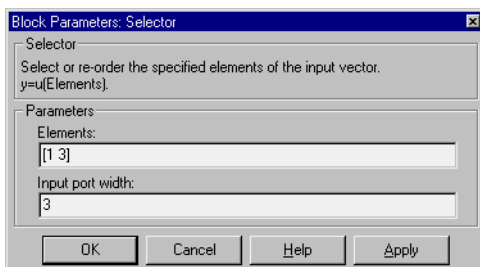 Block Parameters: Selector
Selector
Select or re-order the specified elements of the input vector.
y=u(Elements).
Parameters
Elements:
[1 3]
Input port width:
3
OK Cancel Help Apply